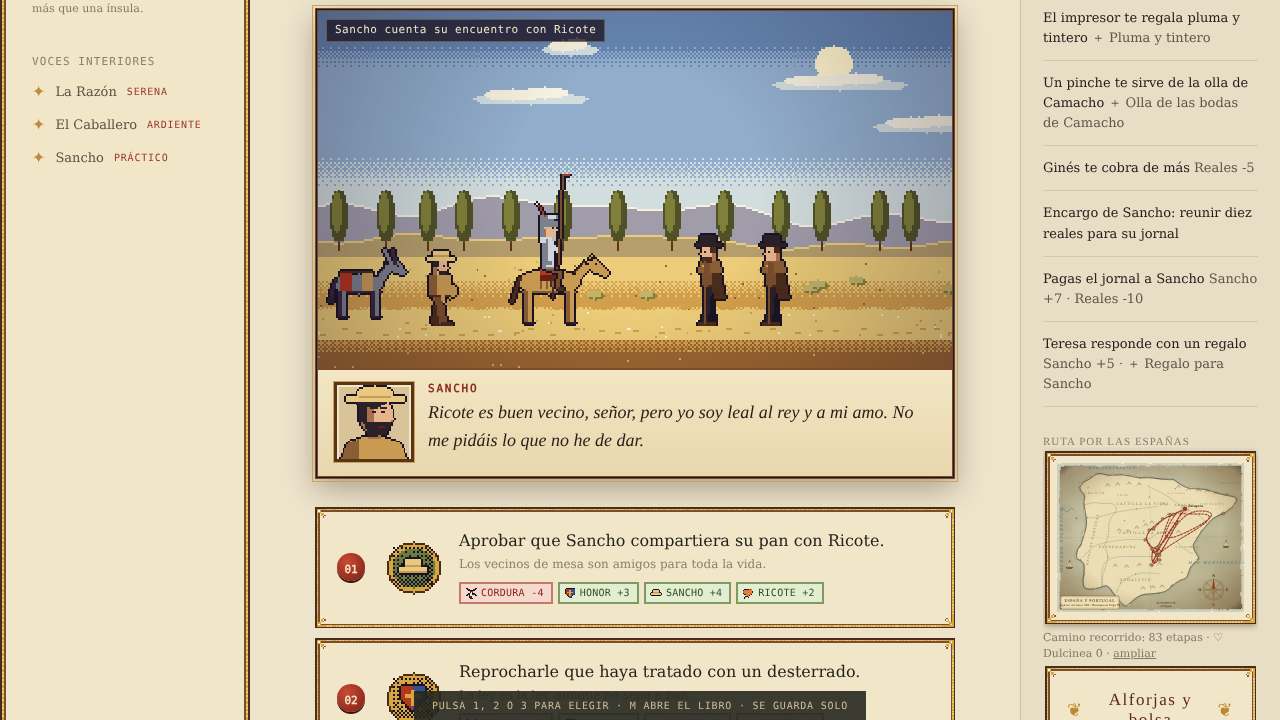 más que una ínsula.
VOCES INTERIORES
La Razón SERENA
El Caballero ARDIENTE
Sancho PRÁCTICO
Sancho cuenta su encuentro con Ricote
SANCHO
Ricote es buen vecino, señor, pero yo soy leal al rey y a mi amo. No
me pidáis lo que no he de dar.
01
Aprobar que Sancho compartiera su pan con Ricote.
Los vecinos de mesa son amigos para toda la vida.
CORDURA -4
HONOR +3
SANCHO +4
RICOTE +2
02
Reprocharle que haya tratado con un desterrado.
PULSA 1, 2 O 3 PARA ELEGIR · M ABRE EL LIBRO · SE GUARDA SOLO
El impresor te regala pluma y
tintero + Pluma y tintero
Un pinche te sirve de la olla de
Camacho + Olla de las bodas
de Camacho
Ginés te cobra de más Reales -5
Encargo de Sancho: reunir diez
reales para su jornal
Pagas el jornal a Sancho Sancho
+7 · Reales -10
Teresa responde con un regalo
Sancho +5 · + Regalo para
Sancho
RUTA POR LAS ESPAÑAS
Camino recorrido: 83 etapas · ♡
Dulcinea 0 · ampliar
Alforjas y
bolsa